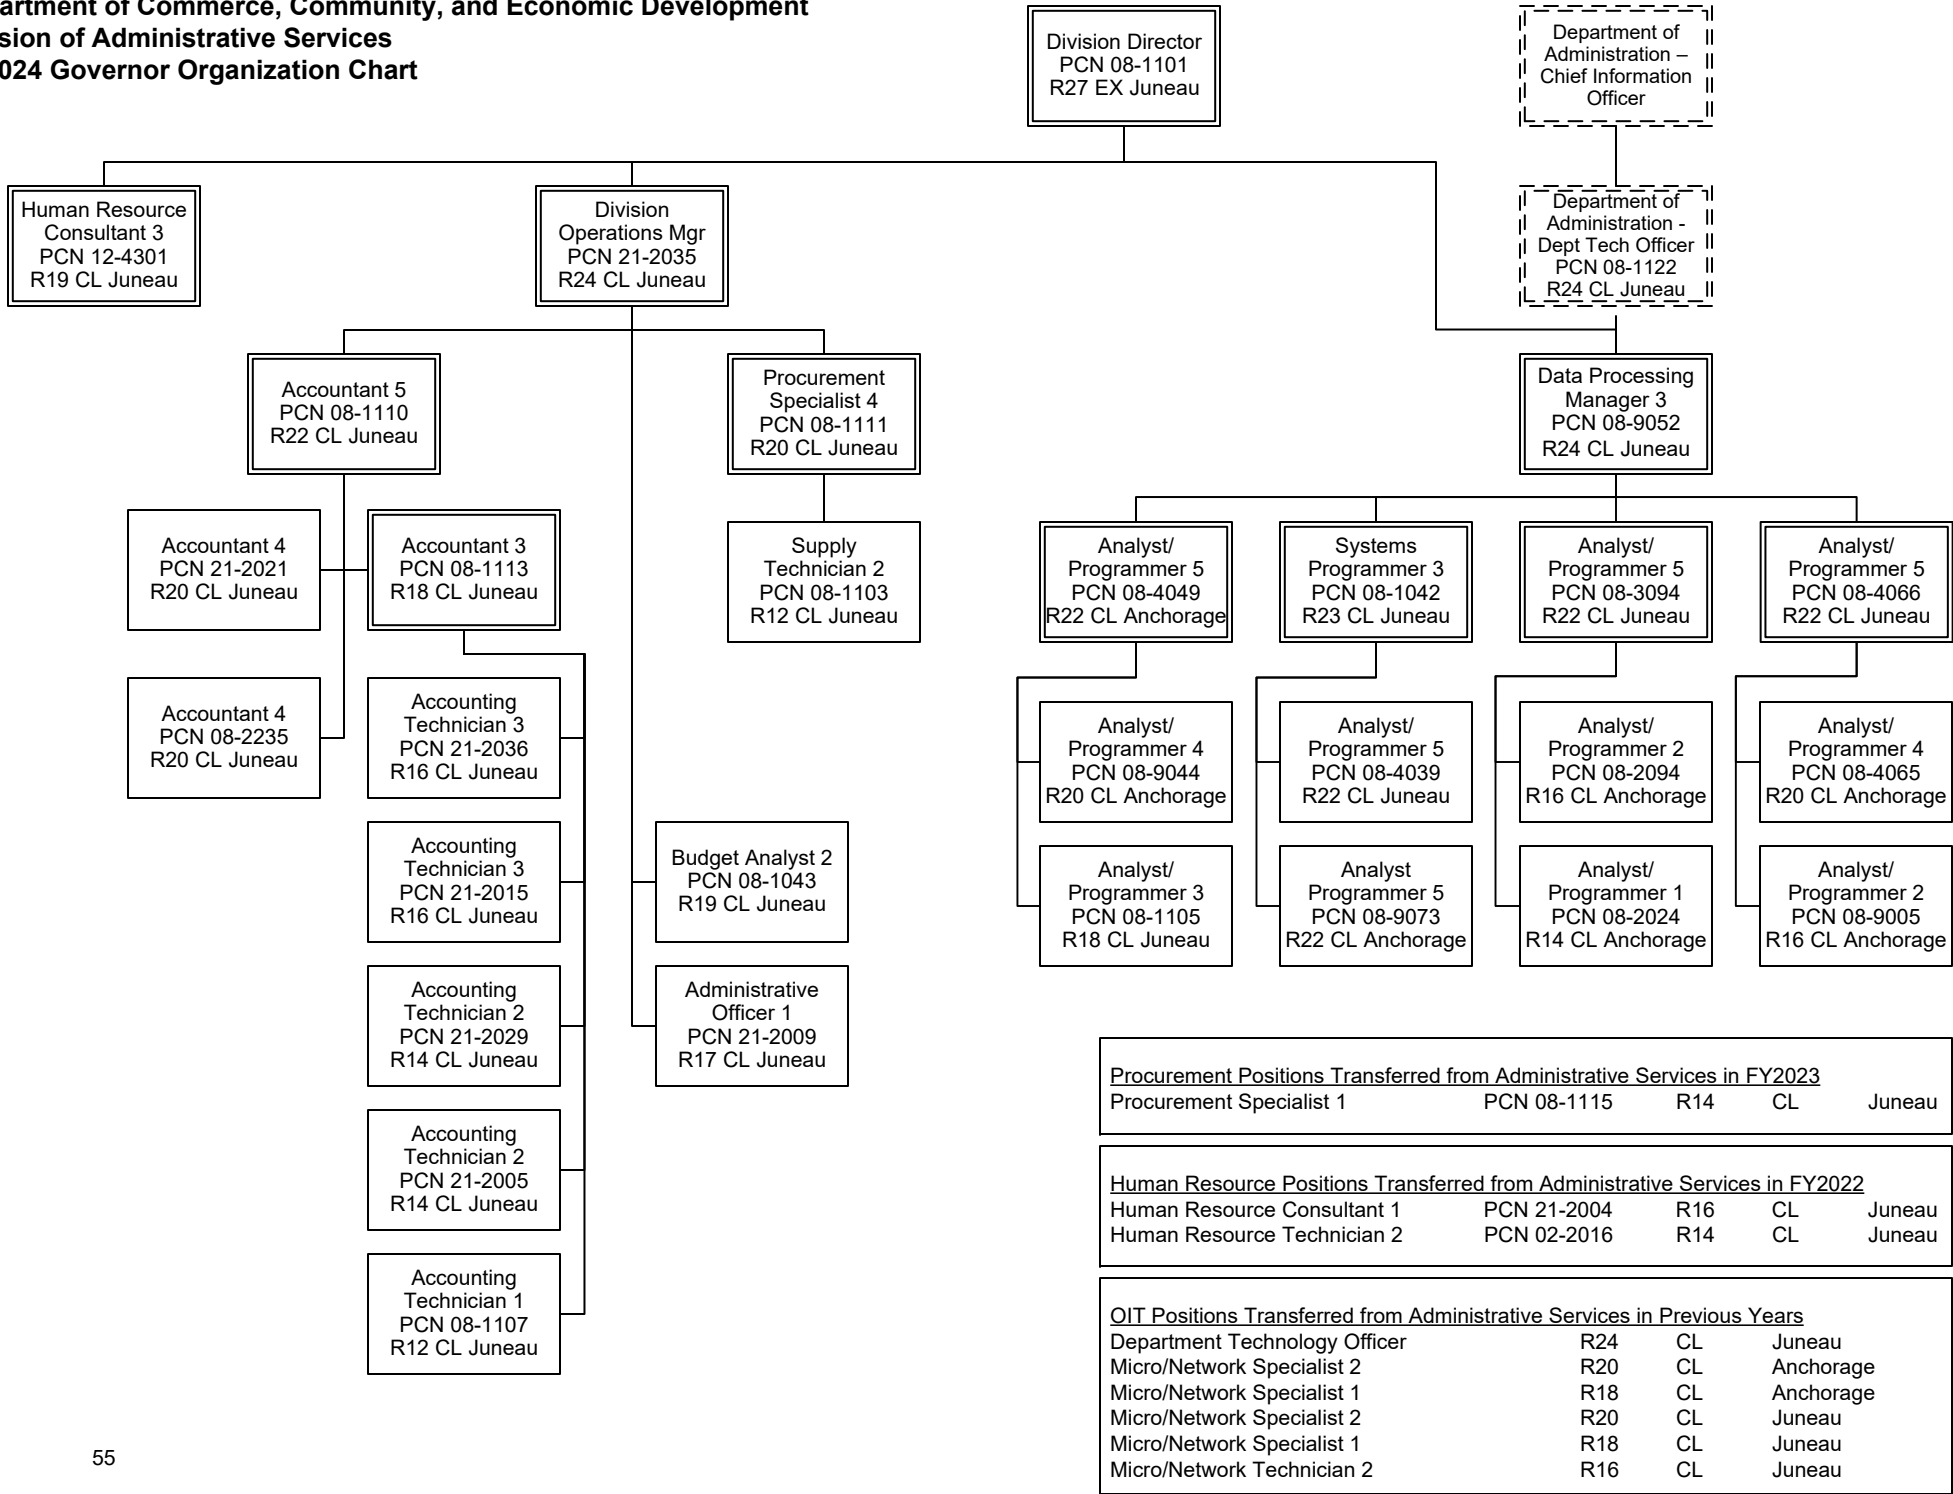 artment of Commerce, Community, and Economic Development
sion of Administrative Services
024 Governor Organization Chart
Division Director
PCN 08-1101
R27 EX Juneau
Department of
Administration –
Chief Information
Officer
Human Resource
Consultant 3
PCN 12-4301
R19 CL Juneau
Division
Operations Mgr
PCN 21-2035
R24 CL Juneau
Department of
Administration -
Dept Tech Officer
PCN 08-1122
R24 CL Juneau
Accountant 5
PCN 08-1110
R22 CL Juneau
Procurement
Specialist 4
PCN 08-1111
R20 CL Juneau
Data Processing
Manager 3
PCN 08-9052
R24 CL Juneau
Accountant 4
PCN 21-2021
R20 CL Juneau
Accountant 3
PCN 08-1113
R18 CL Juneau
Supply
Technician 2
PCN 08-1103
R12 CL Juneau
Analyst/
Programmer 5
PCN 08-4049
R22 CL Anchorage
Systems
Programmer 3
PCN 08-1042
R23 CL Juneau
Analyst/
Programmer 5
PCN 08-3094
R22 CL Juneau
Analyst/
Programmer 5
PCN 08-4066
R22 CL Juneau
Accountant 4
PCN 08-2235
R20 CL Juneau
Accounting
Technician 3
PCN 21-2036
R16 CL Juneau
Analyst/
Programmer 4
PCN 08-9044
R20 CL Anchorage
Analyst/
Programmer 5
PCN 08-4039
R22 CL Juneau
Analyst/
Programmer 2
PCN 08-2094
R16 CL Anchorage
Analyst/
Programmer 4
PCN 08-4065
R20 CL Anchorage
Accounting
Technician 3
PCN 21-2015
R16 CL Juneau
Budget Analyst 2
PCN 08-1043
R19 CL Juneau
Analyst/
Programmer 3
PCN 08-1105
R18 CL Juneau
Analyst
Programmer 5
PCN 08-9073
R22 CL Anchorage
Analyst/
Programmer 1
PCN 08-2024
R14 CL Anchorage
Analyst/
Programmer 2
PCN 08-9005
R16 CL Anchorage
Accounting
Technician 2
PCN 21-2029
R14 CL Juneau
Administrative
Officer 1
PCN 21-2009
R17 CL Juneau
Accounting
Technician 2
PCN 21-2005
R14 CL Juneau
Accounting
Technician 1
PCN 08-1107
R12 CL Juneau
Procurement Positions Transferred from Administrative Services in FY2023
Procurement Specialist 1 PCN 08-1115 R14 CL Juneau
Human Resource Positions Transferred from Administrative Services in FY2022
Human Resource Consultant 1 PCN 21-2004 R16 CL Juneau
Human Resource Technician 2 PCN 02-2016 R14 CL Juneau
OIT Positions Transferred from Administrative Services in Previous Years
Department Technology Officer R24 CL Juneau
Micro/Network Specialist 2 R20 CL Anchorage
Micro/Network Specialist 1 R18 CL Anchorage
Micro/Network Specialist 2 R20 CL Juneau
Micro/Network Specialist 1 R18 CL Juneau
Micro/Network Technician 2 R16 CL Juneau
55